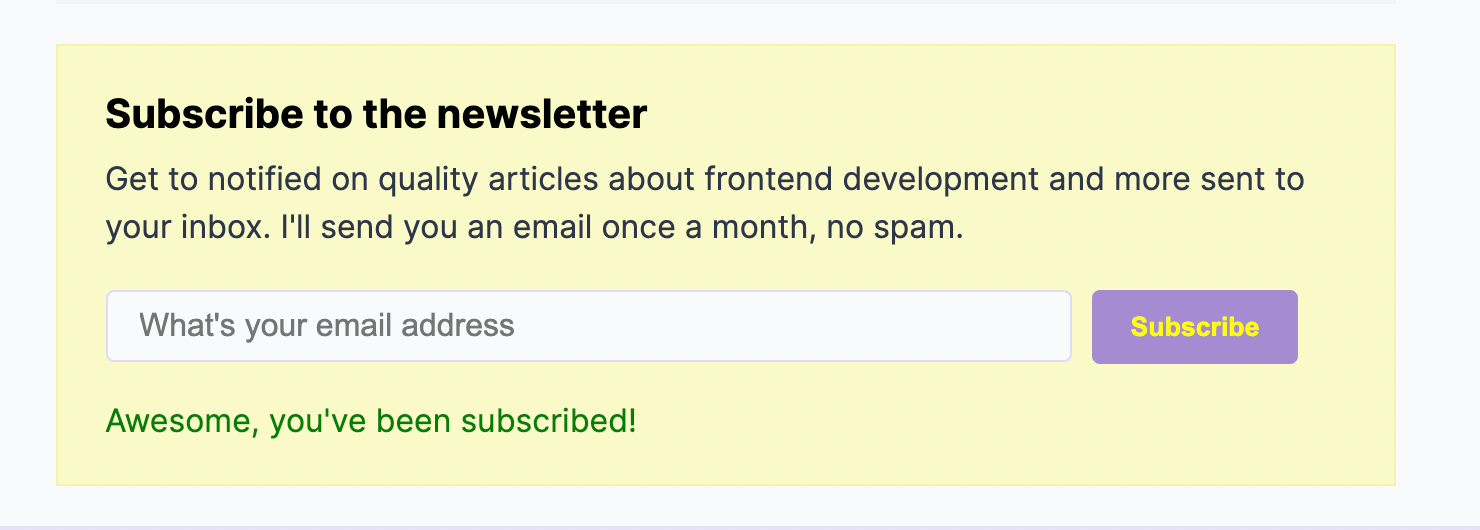 Subscribe to the newsletter
Get to notified on quality articles about frontend development and more sent to
your inbox. I'll send you an email once a month, no spam.
What's your email address
Subscribe
Awesome, you've been subscribed!